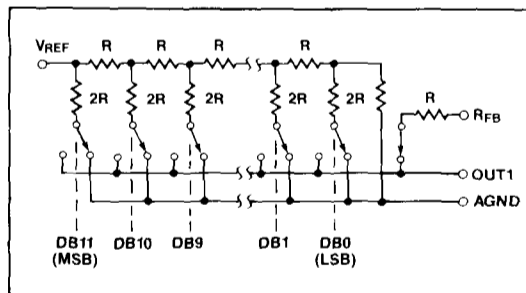 VREF R R R
2R 2R 2R 2R 2R R RFB
OUT1
AGND
DB11 DB10 DB9 DB1 DB0
(MSB) (LSB)